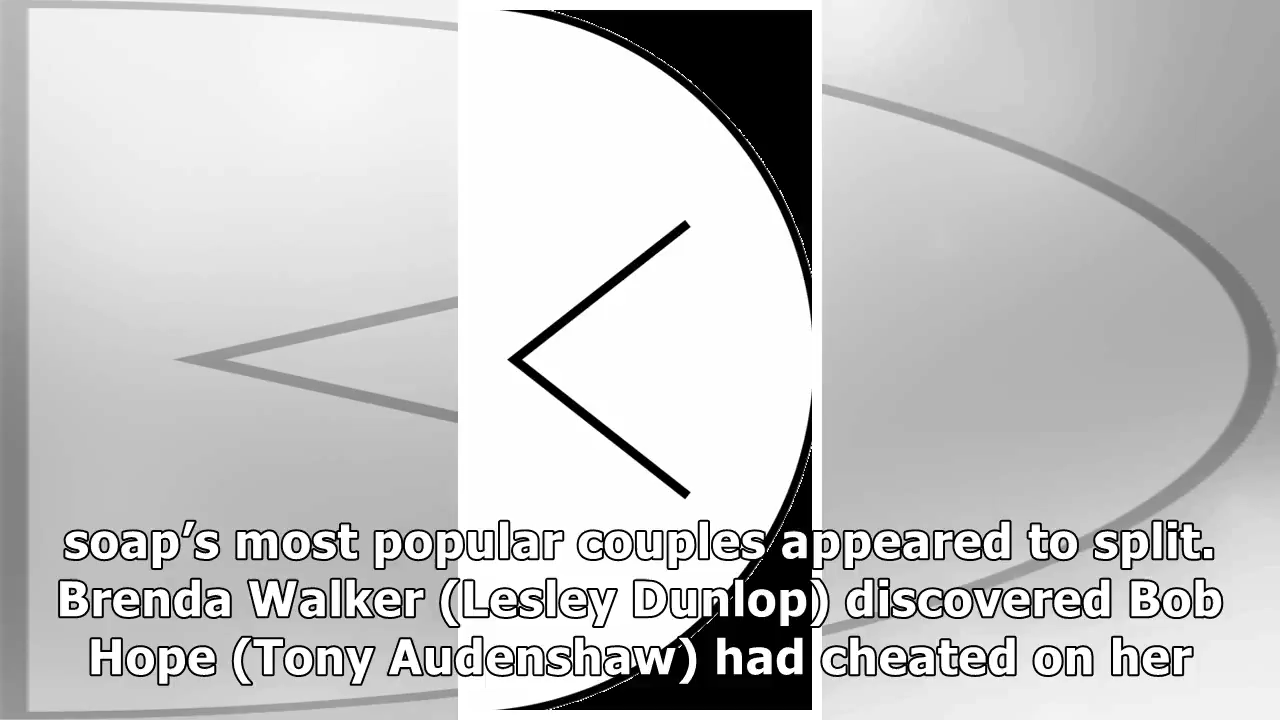 soap’s most popular couples appeared to split.
Brenda Walker (Lesley Dunlop) discovered Bob
Hope (Tony Audenshaw) had cheated on her